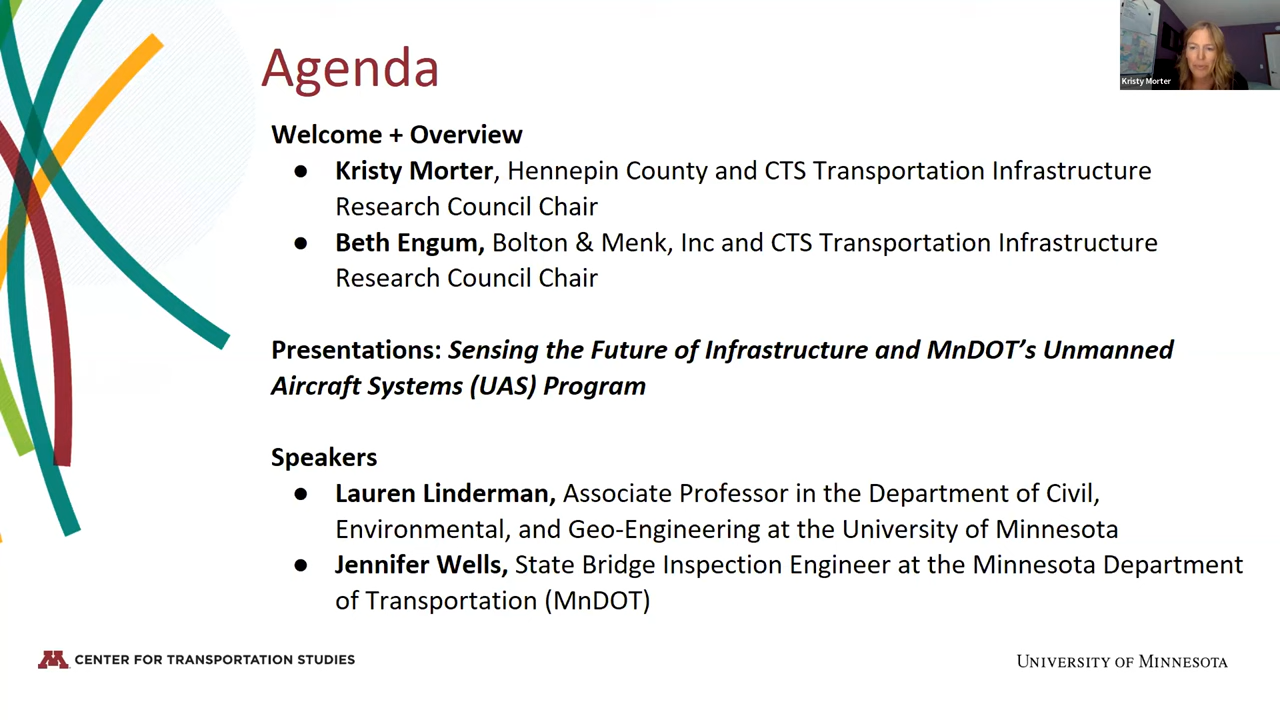 Agenda
Kristy Morter
Welcome + Overview
● Kristy Morter, Hennepin County and CTS Transportation Infrastructure
Research Council Chair
● Beth Engum, Bolton & Menk, Inc and CTS Transportation Infrastructure
Research Council Chair
Presentations: Sensing the Future of Infrastructure and MnDOT’s Unmanned
Aircraft Systems (UAS) Program
Speakers
● Lauren Linderman, Associate Professor in the Department of Civil,
Environmental, and Geo-Engineering at the University of Minnesota
● Jennifer Wells, State Bridge Inspection Engineer at the Minnesota Department
of Transportation (MnDOT)
M CENTER FOR TRANSPORTATION STUDIES
UNIVERSITY OF MINNESOTA